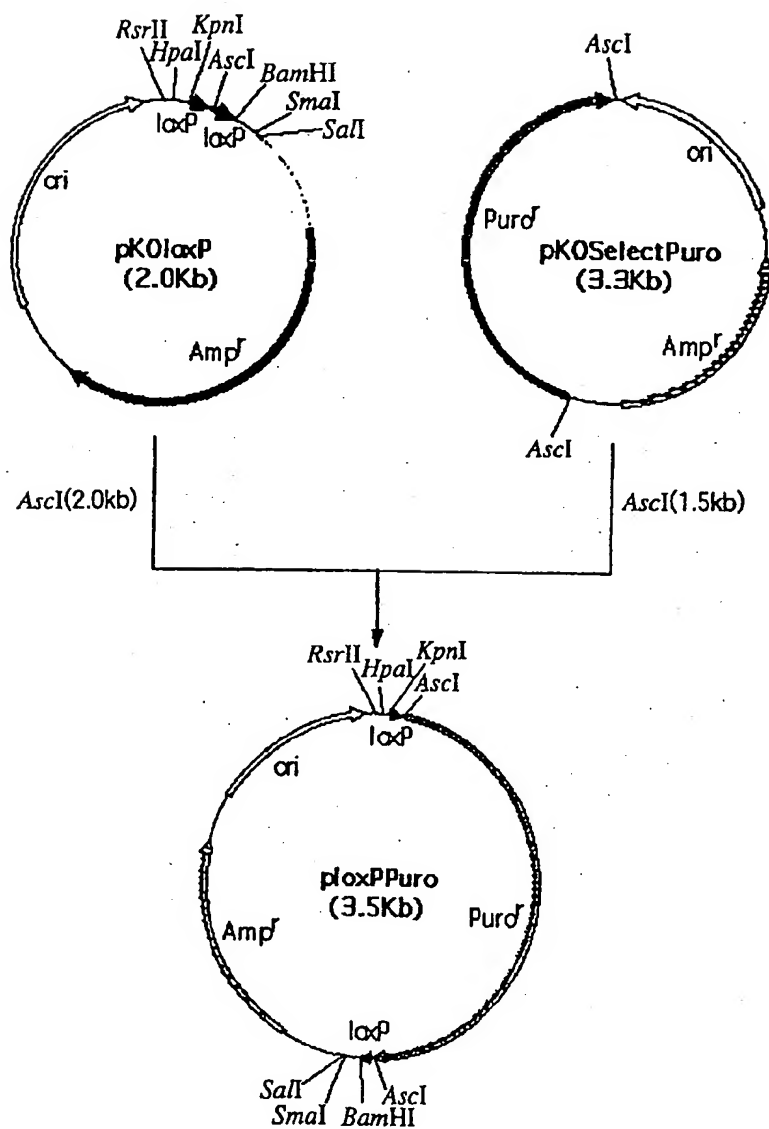 RsrII
HpaI
KpnI
AscI
BamHI
SmaI
SalI
loxP
loxP
ori
pKOloxP
(2.0Kb)
Ampr
AscI
ori
Puror
pKOSelectPuro
(3.3Kb)
Ampr
AscI
AscI(2.0kb)
AscI(1.5kb)
RsrII
HpaI
KpnI
AscI
loxP
ori
ploxPPuro
(3.5Kb)
Puror
Ampr
loxP
SalI
SmaI
BamHI
AscI